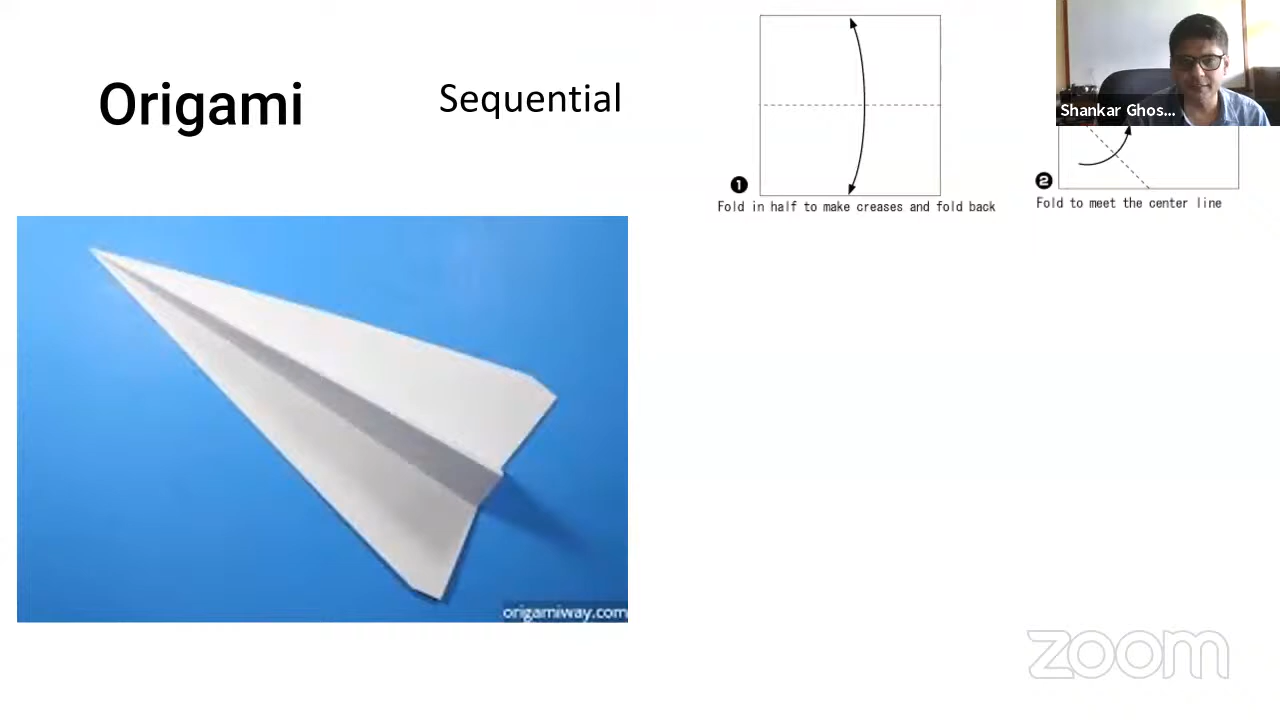 Origami
Sequential
1
Fold in half to make creases and fold back
2
Fold to meet the center line
Shankar Ghos...
origamiway.com
zoom